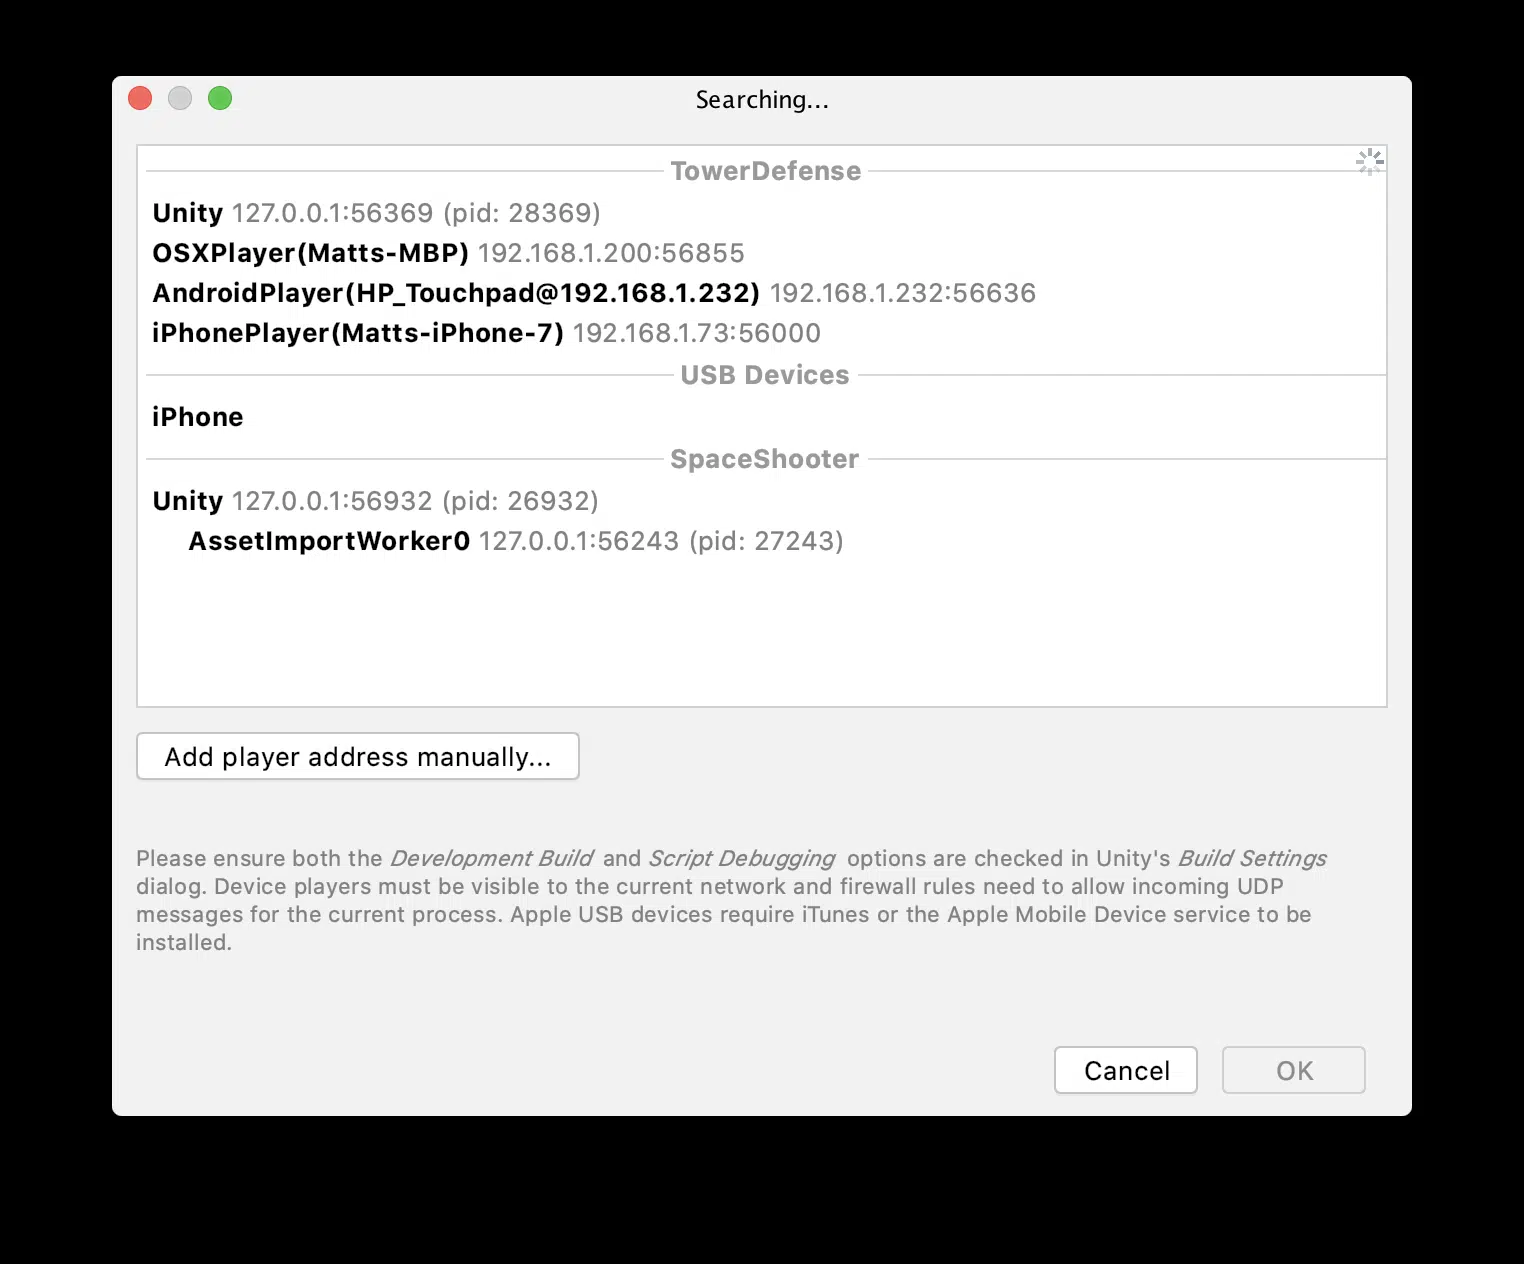 Searching...
TowerDefense
Unity 127.0.0.1:56369 (pid: 28369)
OSXPlayer(Matts-MBP) 192.168.1.200:56855
AndroidPlayer(HP_Touchpad@192.168.1.232) 192.168.1.232:56636
iPhonePlayer(Matts-iPhone-7) 192.168.1.73:56000
USB Devices
iPhone
SpaceShooter
Unity 127.0.0.1:56932 (pid: 26932)
AssetImportWorker0 127.0.0.1:56243 (pid: 27243)
Add player address manually...
Please ensure both the Development Build and Script Debugging options are checked in Unity's Build Settings
dialog. Device players must be visible to the current network and firewall rules need to allow incoming UDP
messages for the current process. Apple USB devices require iTunes or the Apple Mobile Device service to be
installed.
Cancel
OK